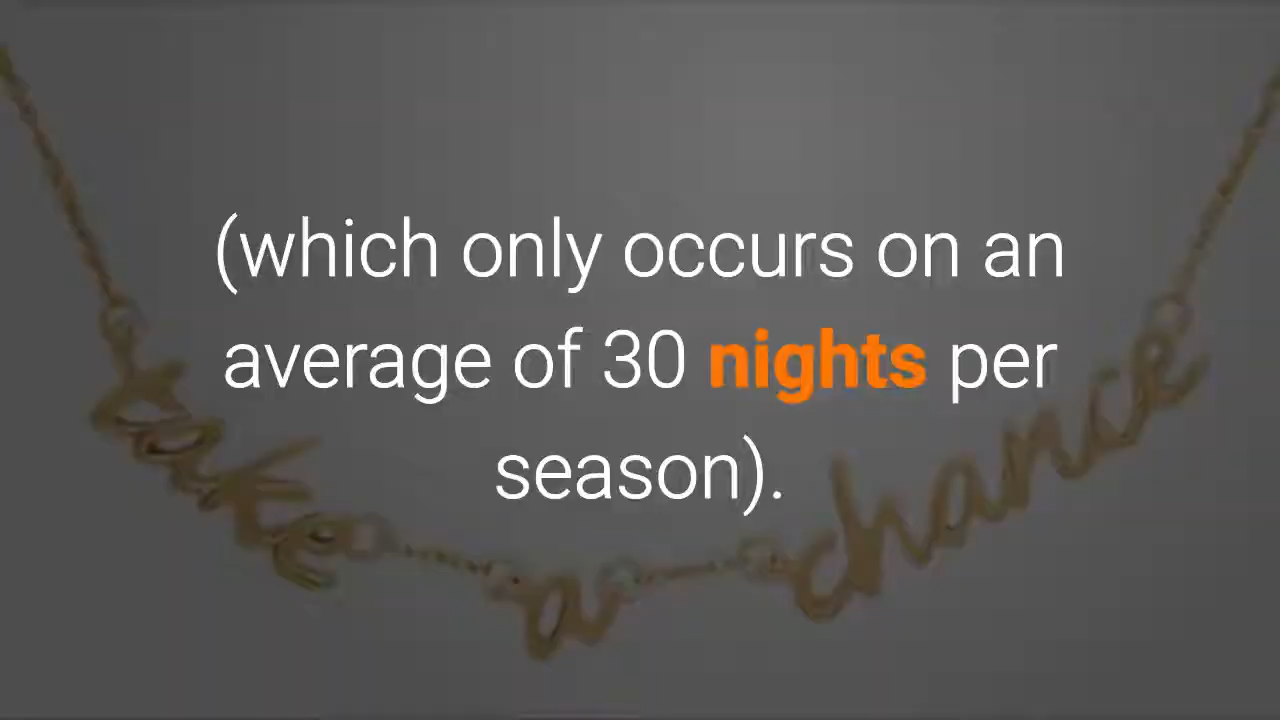 (which only occurs on an
average of 30 nights per
season).
take a chance